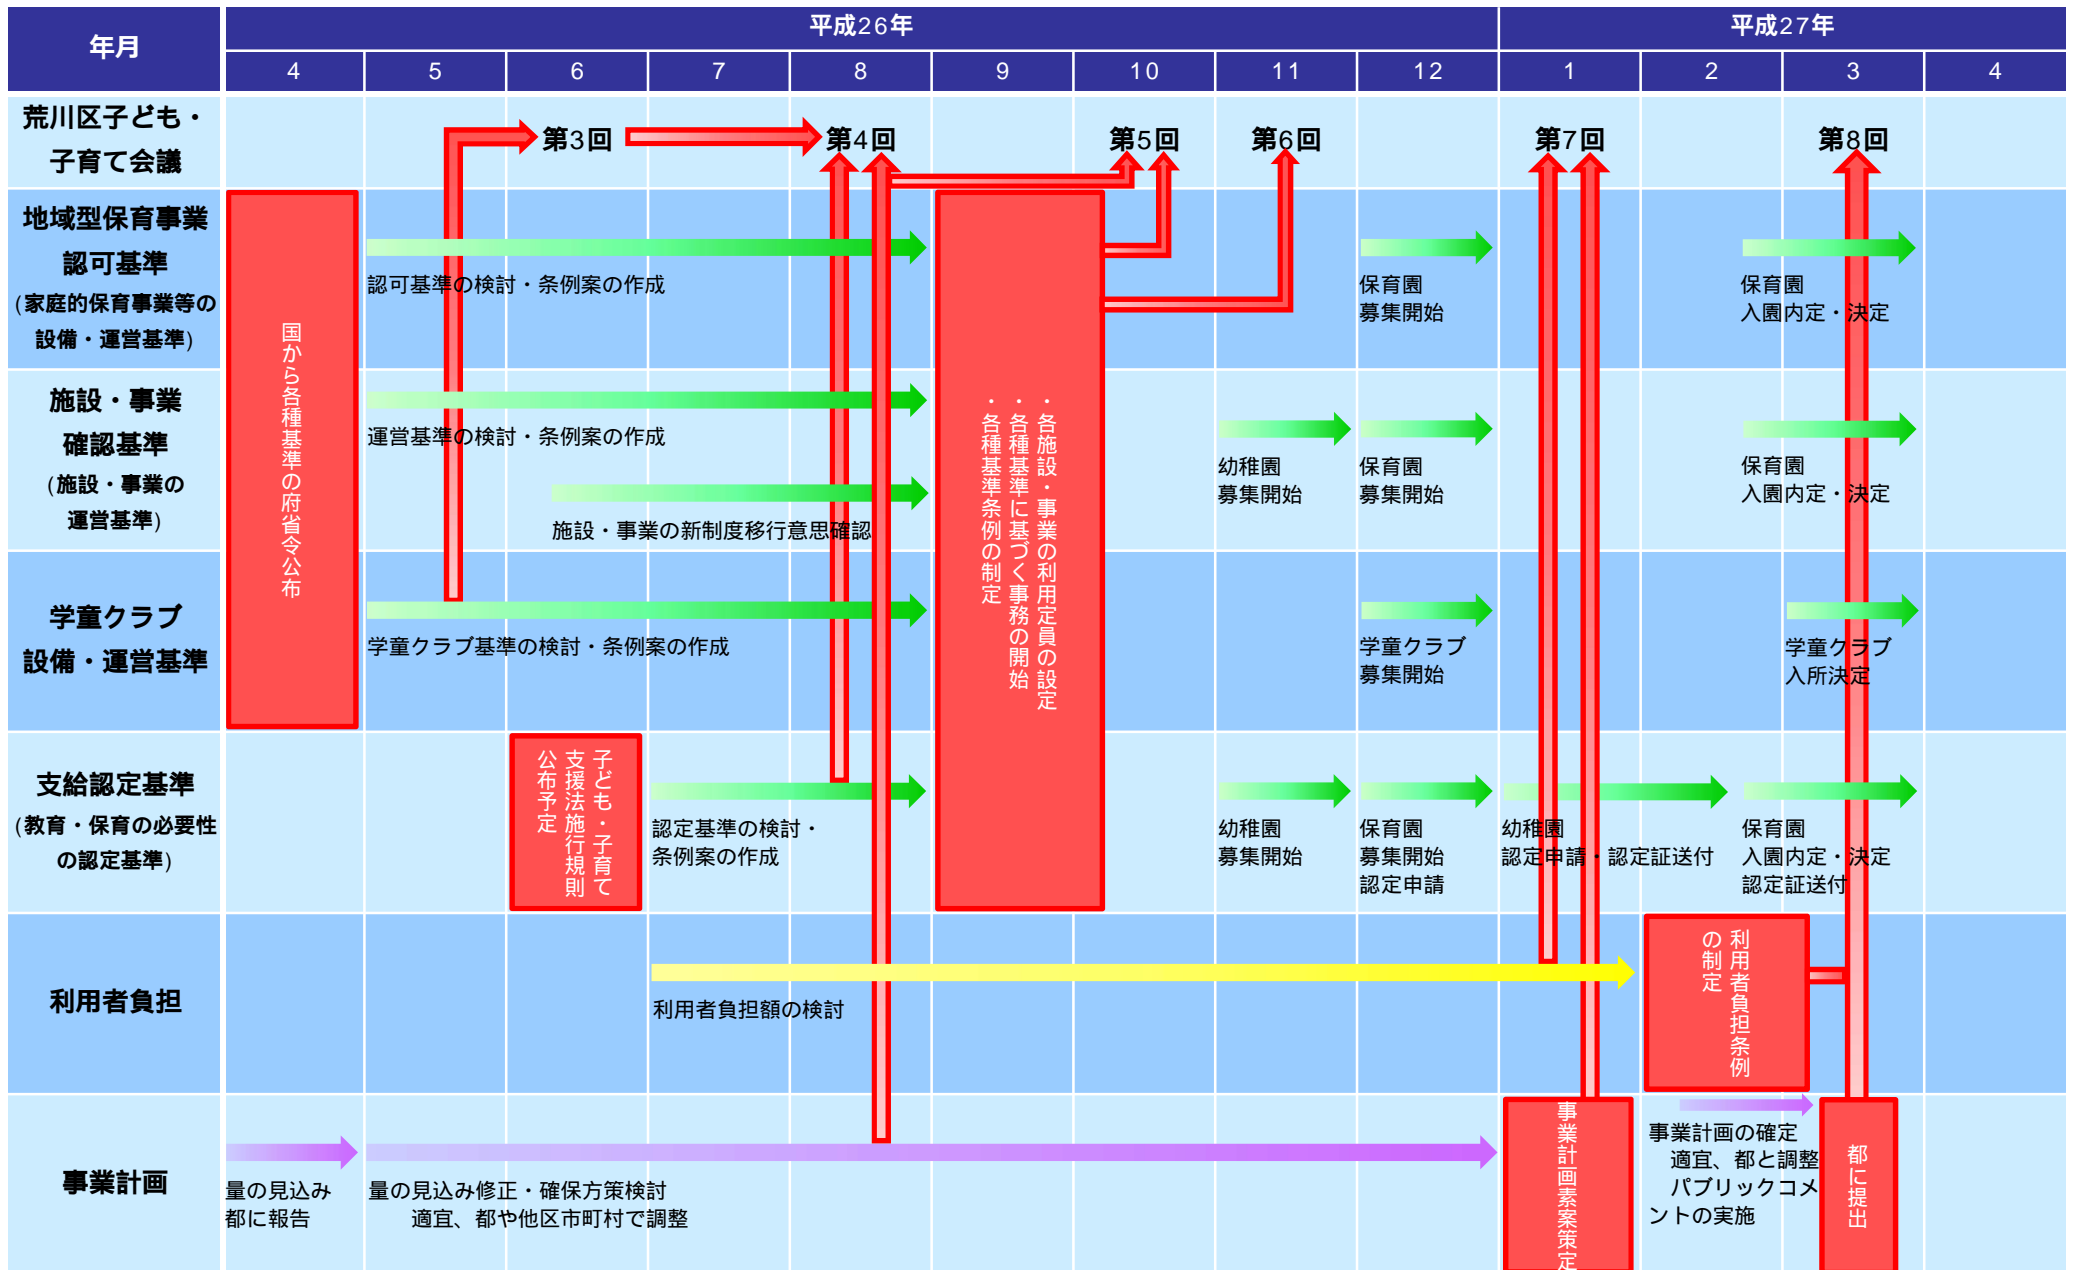 年月
平成26年
平成27年
4
5
6
7
8
9
10
11
12
1
2
3
4
荒川区子ども・
子育て会議
第3回
第4回
第5回
第6回
第7回
第8回
地域型保育事業
認可基準
(家庭的保育事業等の
設備・運営基準)
国から各種基準の府省令公布
認可基準の検討・条例案の作成
・各施設・事業の利用定員の設定
・各種基準に基づく事務の開始
・各種基準条例の制定
保育園
募集開始
保育園
入園内定・決定
施設・事業
確認基準
(施設・事業の
運営基準)
運営基準の検討・条例案の作成
施設・事業の新制度移行意思確認
幼稚園
募集開始
保育園
募集開始
保育園
入園内定・決定
学童クラブ
設備・運営基準
学童クラブ基準の検討・条例案の作成
学童クラブ
募集開始
学童クラブ
入所決定
支給認定基準
(教育・保育の必要性
の認定基準)
子ども・子育て
支援法施行規則
公布予定
認定基準の検討・
条例案の作成
幼稚園
募集開始
保育園
募集開始
認定申請
幼稚園
認定申請・認定証送付
保育園
入園内定・決定
認定証送付
利用者負担
利用者負担額の検討
利用者負担条例
の制定
事業計画
量の見込み
都に報告
量の見込み修正・確保方策検討
適宜、都や他区市町村で調整
事業計画素案策定
事業計画の確定
適宜、都と調整
パブリックコメ
ントの実施
都に提出